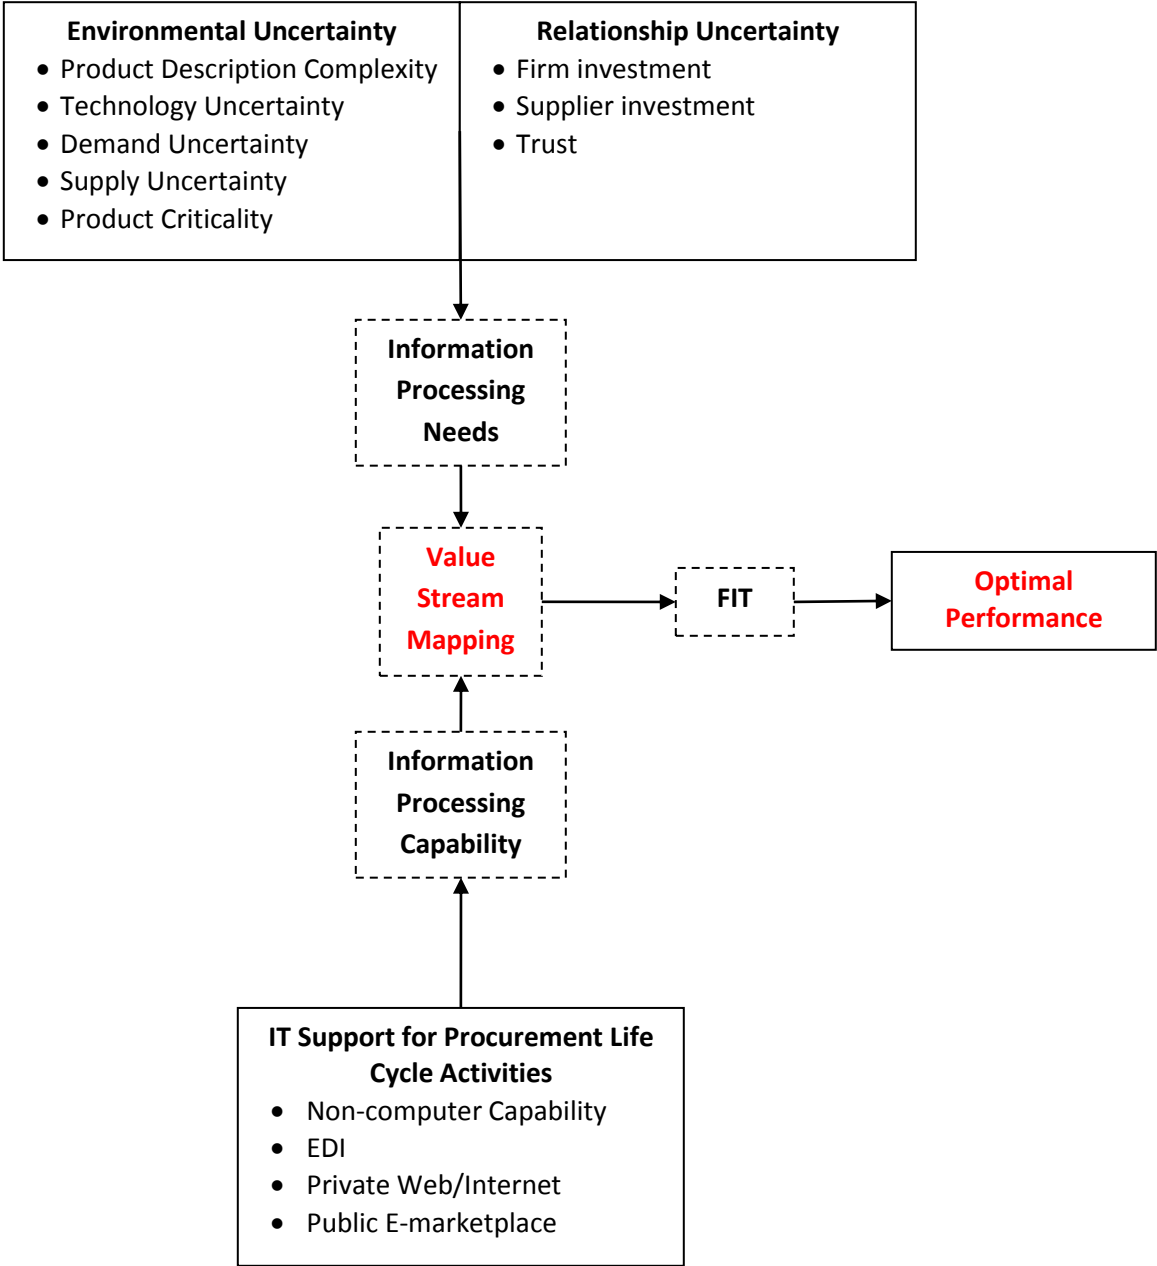 Environmental Uncertainty
• Product Description Complexity
• Technology Uncertainty
• Demand Uncertainty
• Supply Uncertainty
• Product Criticality
Relationship Uncertainty
• Firm investment
• Supplier investment
• Trust
Information
Processing
Needs
Value
Stream
Mapping
FIT
Optimal
Performance
Information
Processing
Capability
IT Support for Procurement Life
Cycle Activities
• Non-computer Capability
• EDI
• Private Web/Internet
• Public E-marketplace